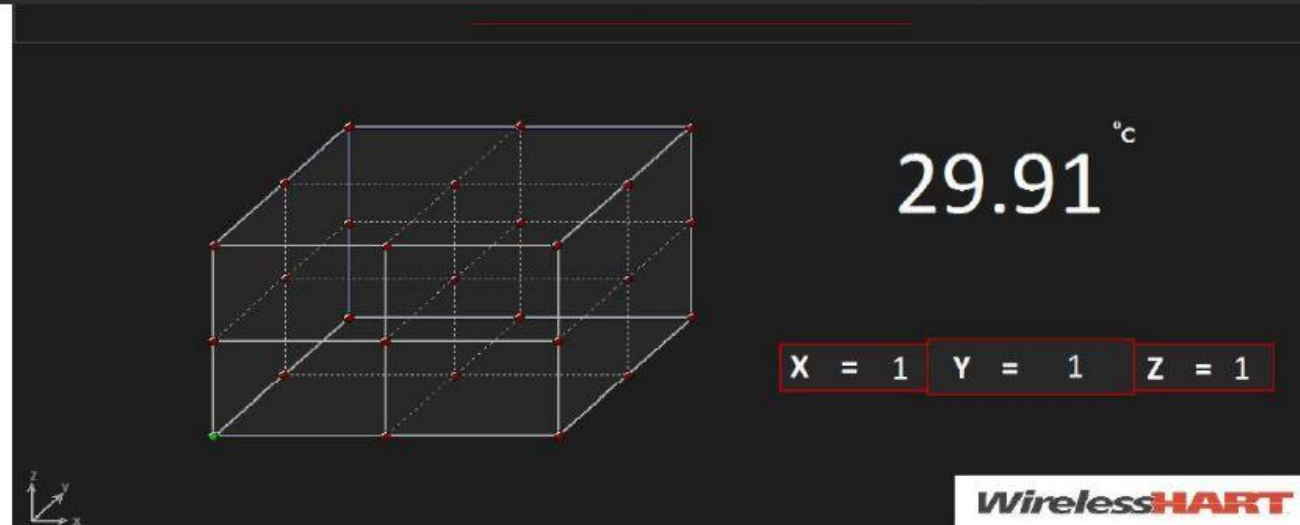 °C
29.91
X = 1 Y = 1 Z = 1
z
y
x
WirelessHART